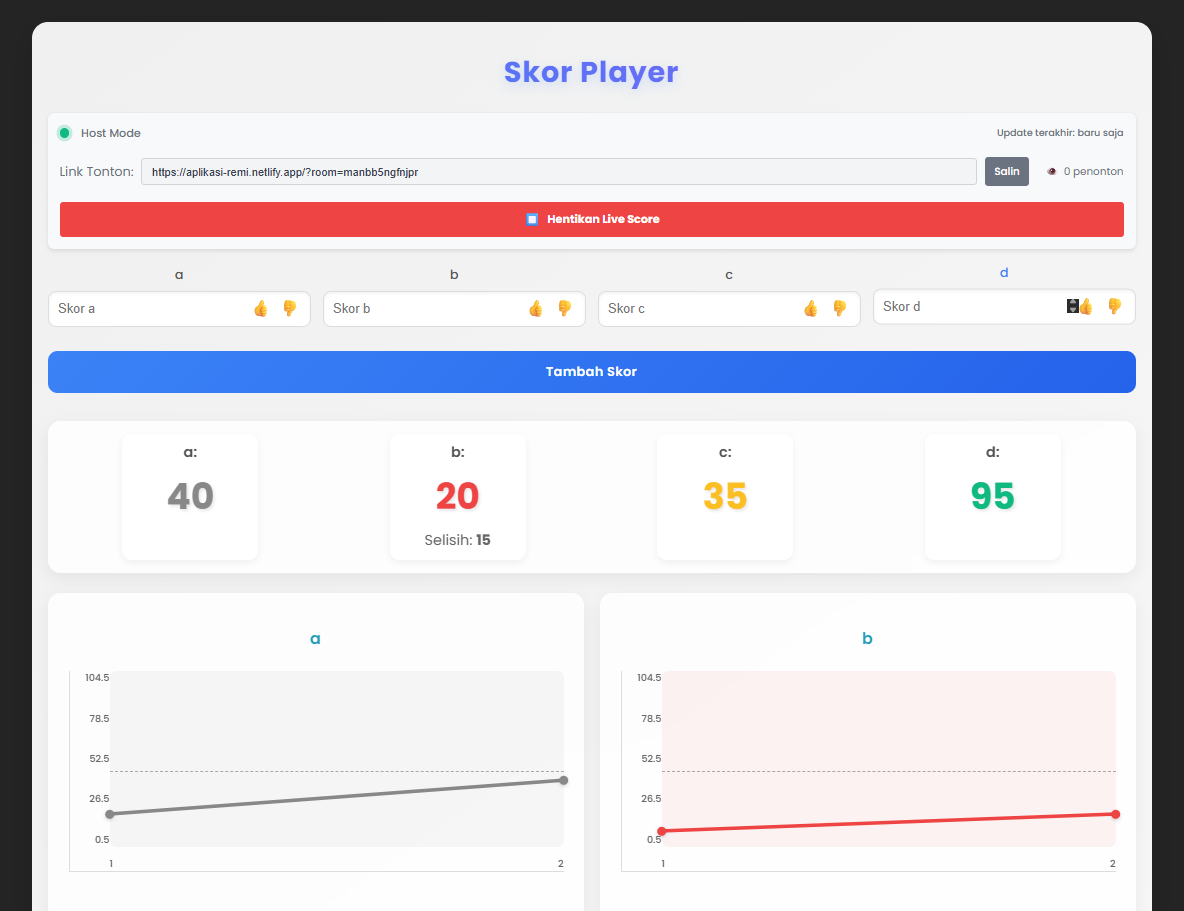 Skor Player
Host Mode
Update terakhir: baru saja
Link Tonton:
https://aplikasi-remi.netlify.app/?room=manbb5ngfnjpr
Salin
0 penonton
Hentikan Live Score
a
b
c
d
Skor a
Skor b
Skor c
Skor d
Tambah Skor
a:
40
b:
20
Selisih: 15
c:
35
d:
95
a
104.5
78.5
52.5
26.5
0.5
1
2
b
104.5
78.5
52.5
26.5
0.5
1
2